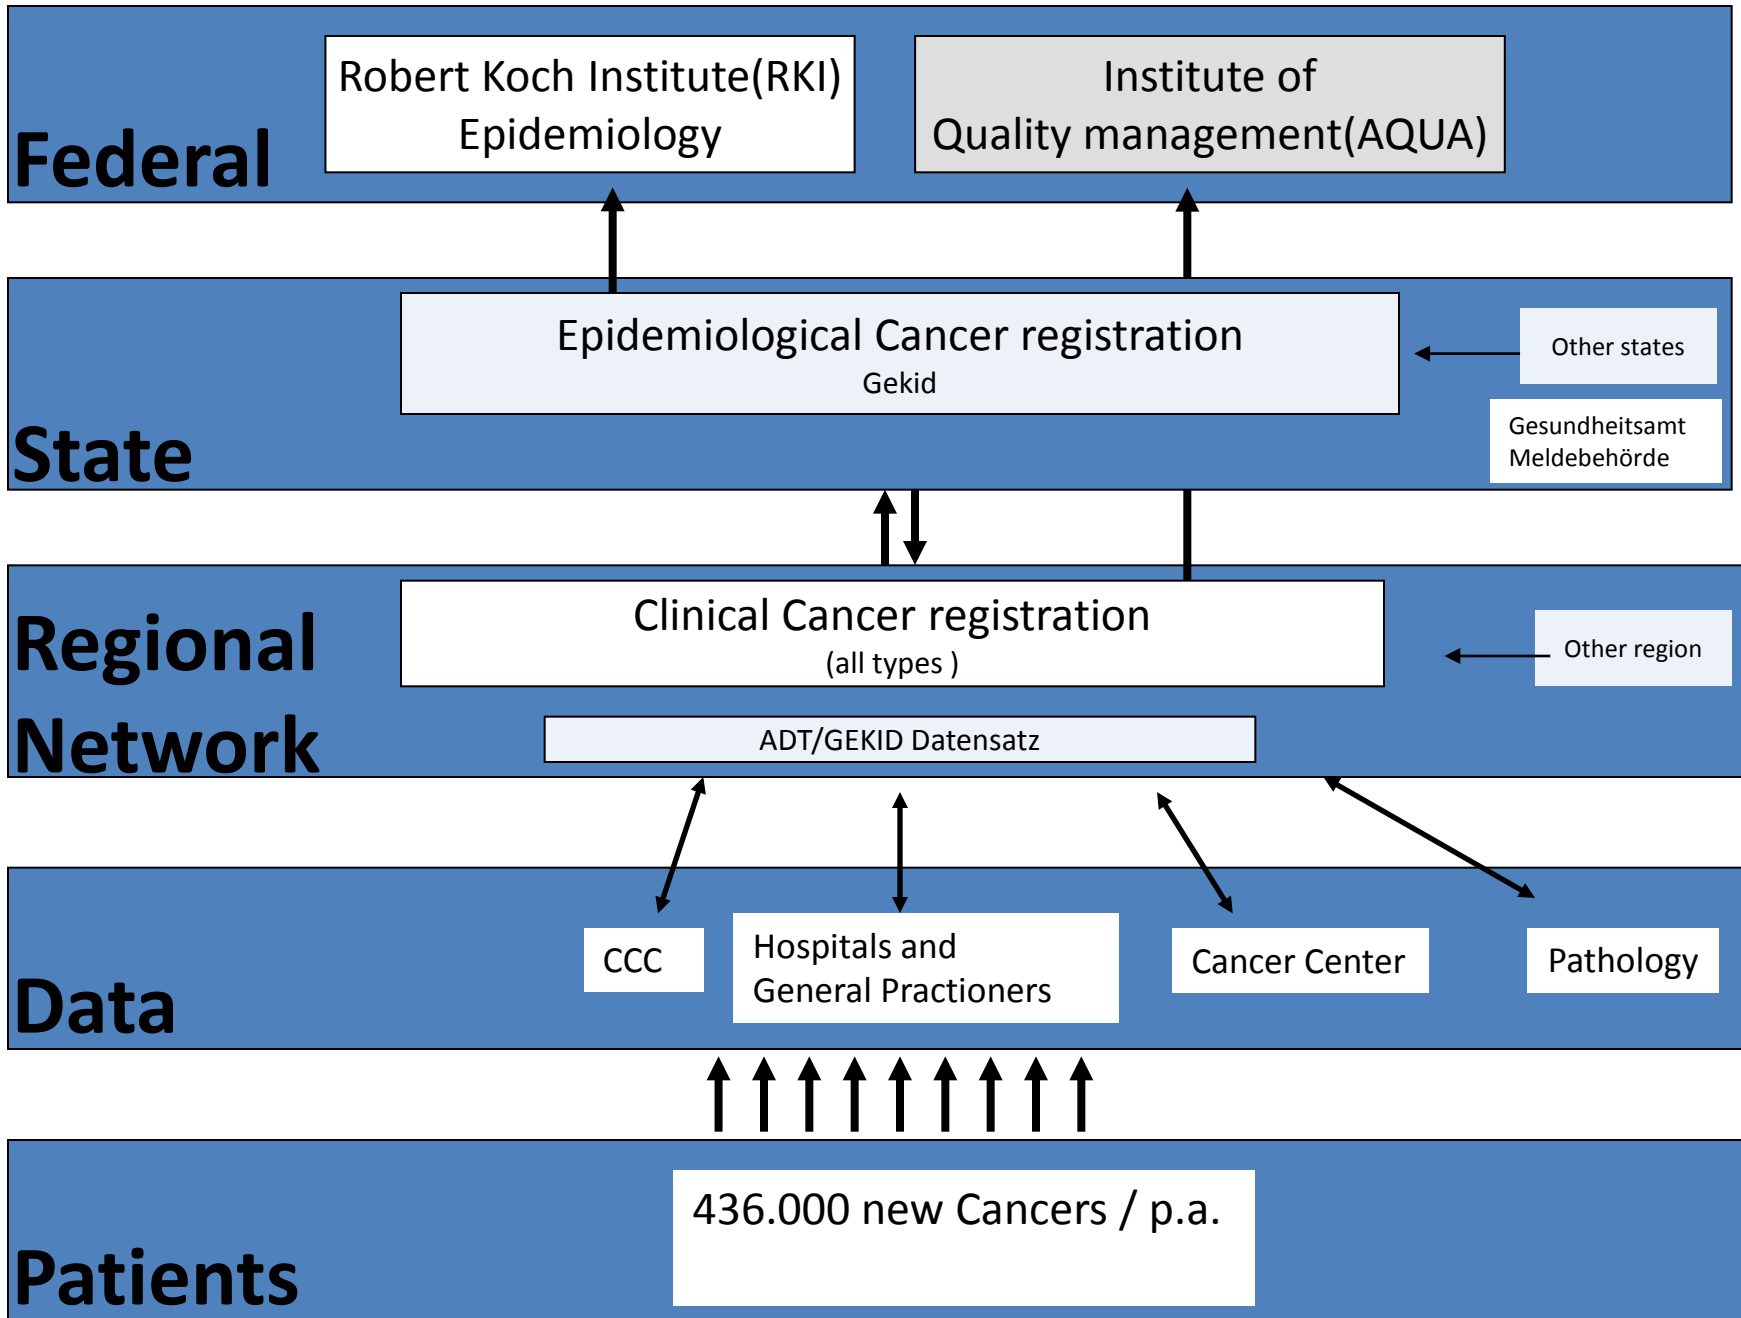 Federal
Robert Koch Institute(RKI)
Epidemiology
Institute of
Quality management(AQUA)
State
Epidemiological Cancer registration
Gekid
Other states
Gesundheitsamt
Meldebehörde
Regional
Network
Clinical Cancer registration
(all types )
Other region
ADT/GEKID Datensatz
Data
CCC
Hospitals and
General Practioners
Cancer Center
Pathology
Patients
436.000 new Cancers / p.a.